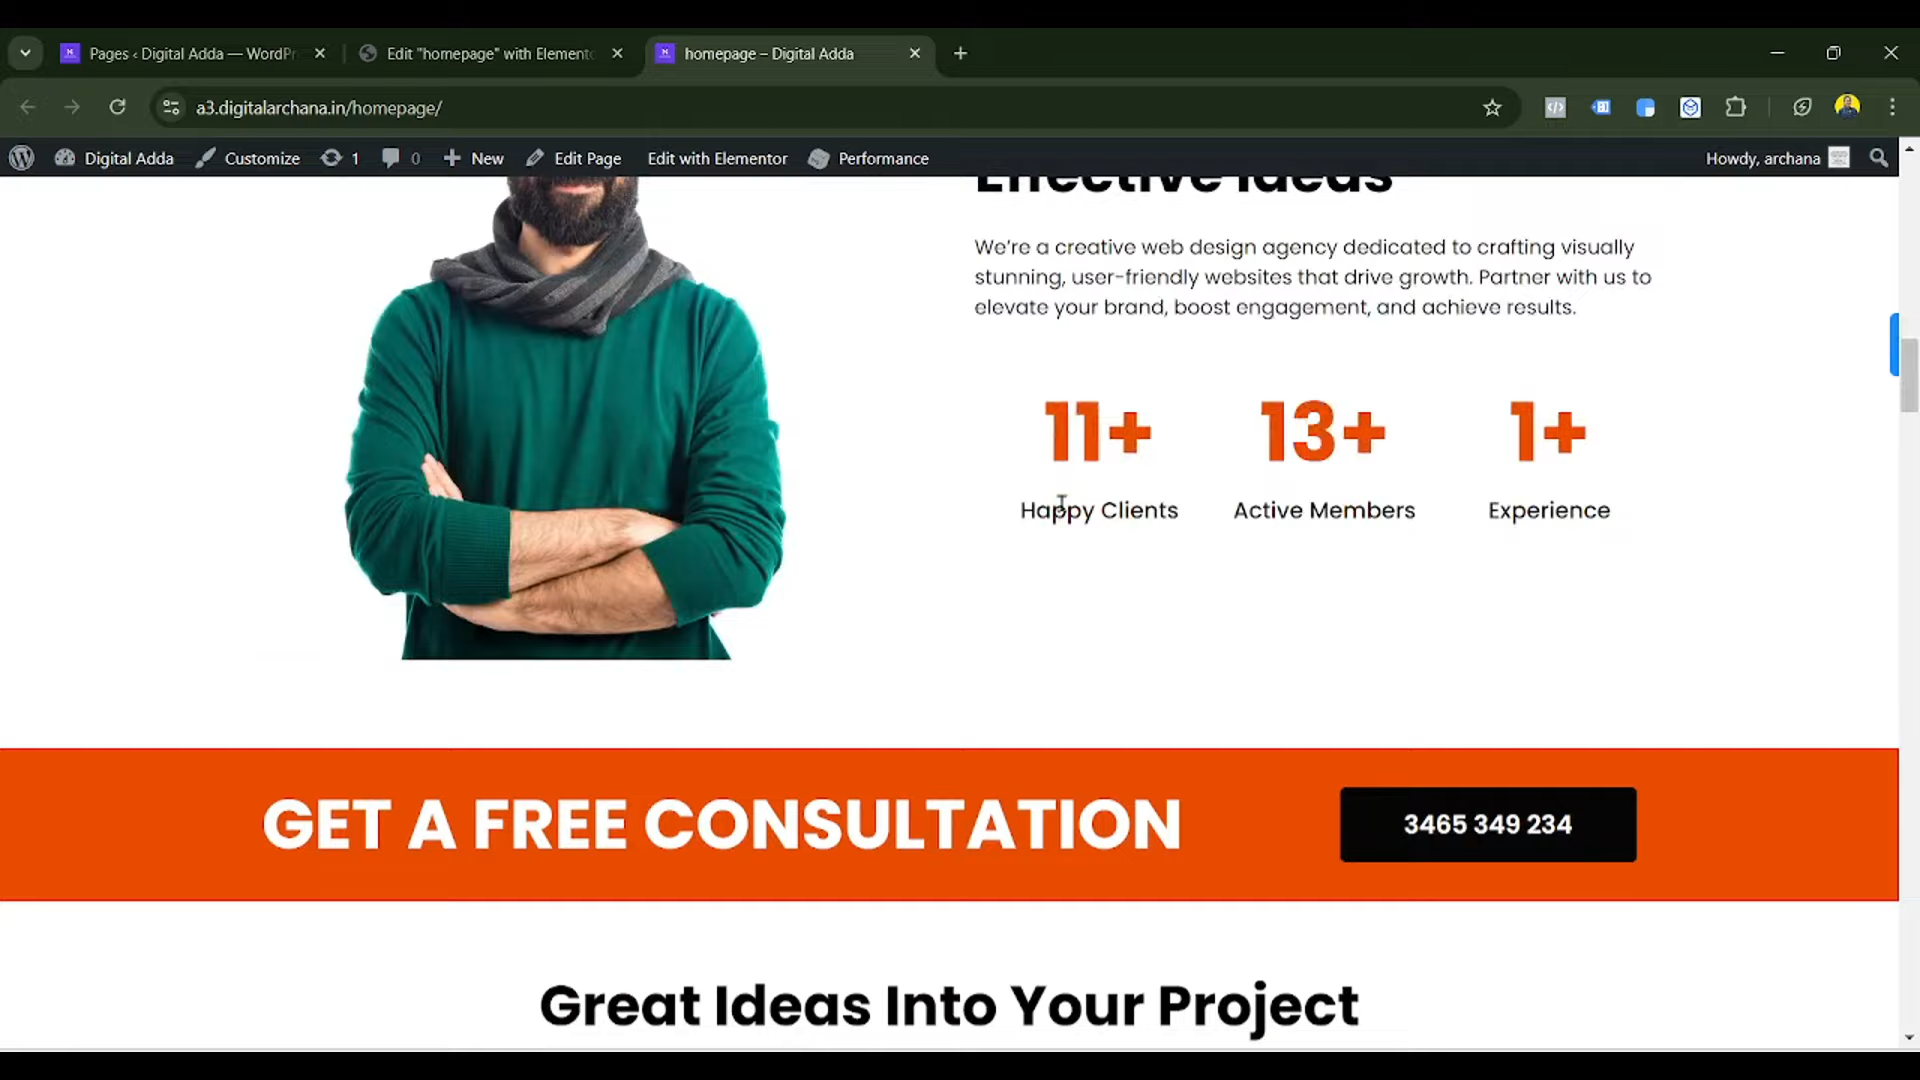 Pages ‹ Digital Adda — WordPr
Edit "homepage" with Elemento
homepage – Digital Adda
a3.digitalarchana.in/homepage/
Digital Adda
Customize
1
0
New
Edit Page
Edit with Elementor
Performance
Howdy, archana
Effective Ideas
We're a creative web design agency dedicated to crafting visually
stunning, user-friendly websites that drive growth. Partner with us to
elevate your brand, boost engagement, and achieve results.
11+
13+
1+
Happy Clients
Active Members
Experience
GET A FREE CONSULTATION
3465 349 234
Great Ideas Into Your Project